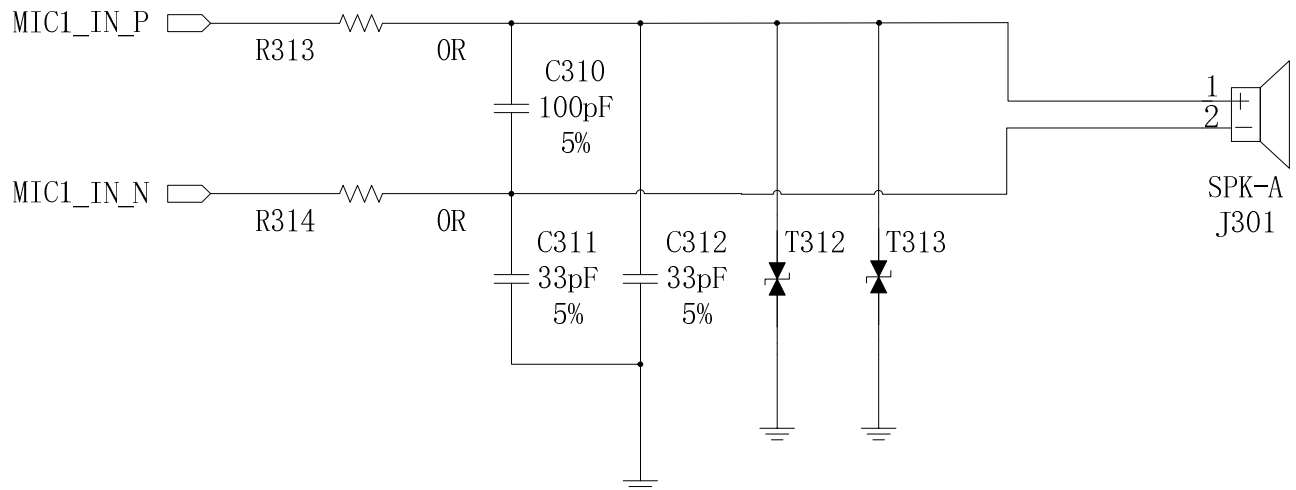 MIC1_IN_P
R313
0R
C310
100pF
5%
1
+
2
−
MIC1_IN_N
R314
0R
SPK-A
J301
C311
33pF
5%
C312
33pF
5%
T312
T313